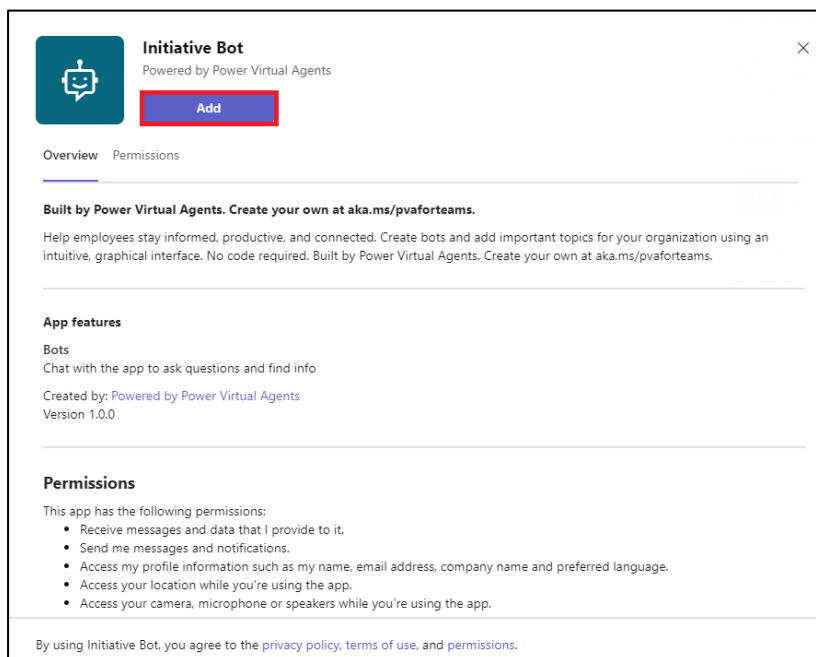 Initiative Bot
Powered by Power Virtual Agents
Add
Overview Permissions
Built by Power Virtual Agents. Create your own at aka.ms/pvaforteams.
Help employees stay informed, productive, and connected. Create bots and add important topics for your organization using an
intuitive, graphical interface. No code required. Built by Power Virtual Agents. Create your own at aka.ms/pvaforteams.
App features
Bots
Chat with the app to ask questions and find info
Created by: Powered by Power Virtual Agents
Version 1.0.0
Permissions
This app has the following permissions:
• Receive messages and data that I provide to it.
• Send me messages and notifications.
• Access my profile information such as my name, email address, company name and preferred language.
• Access your location while you're using the app.
• Access your camera, microphone or speakers while you're using the app.
By using Initiative Bot, you agree to the privacy policy, terms of use, and permissions.